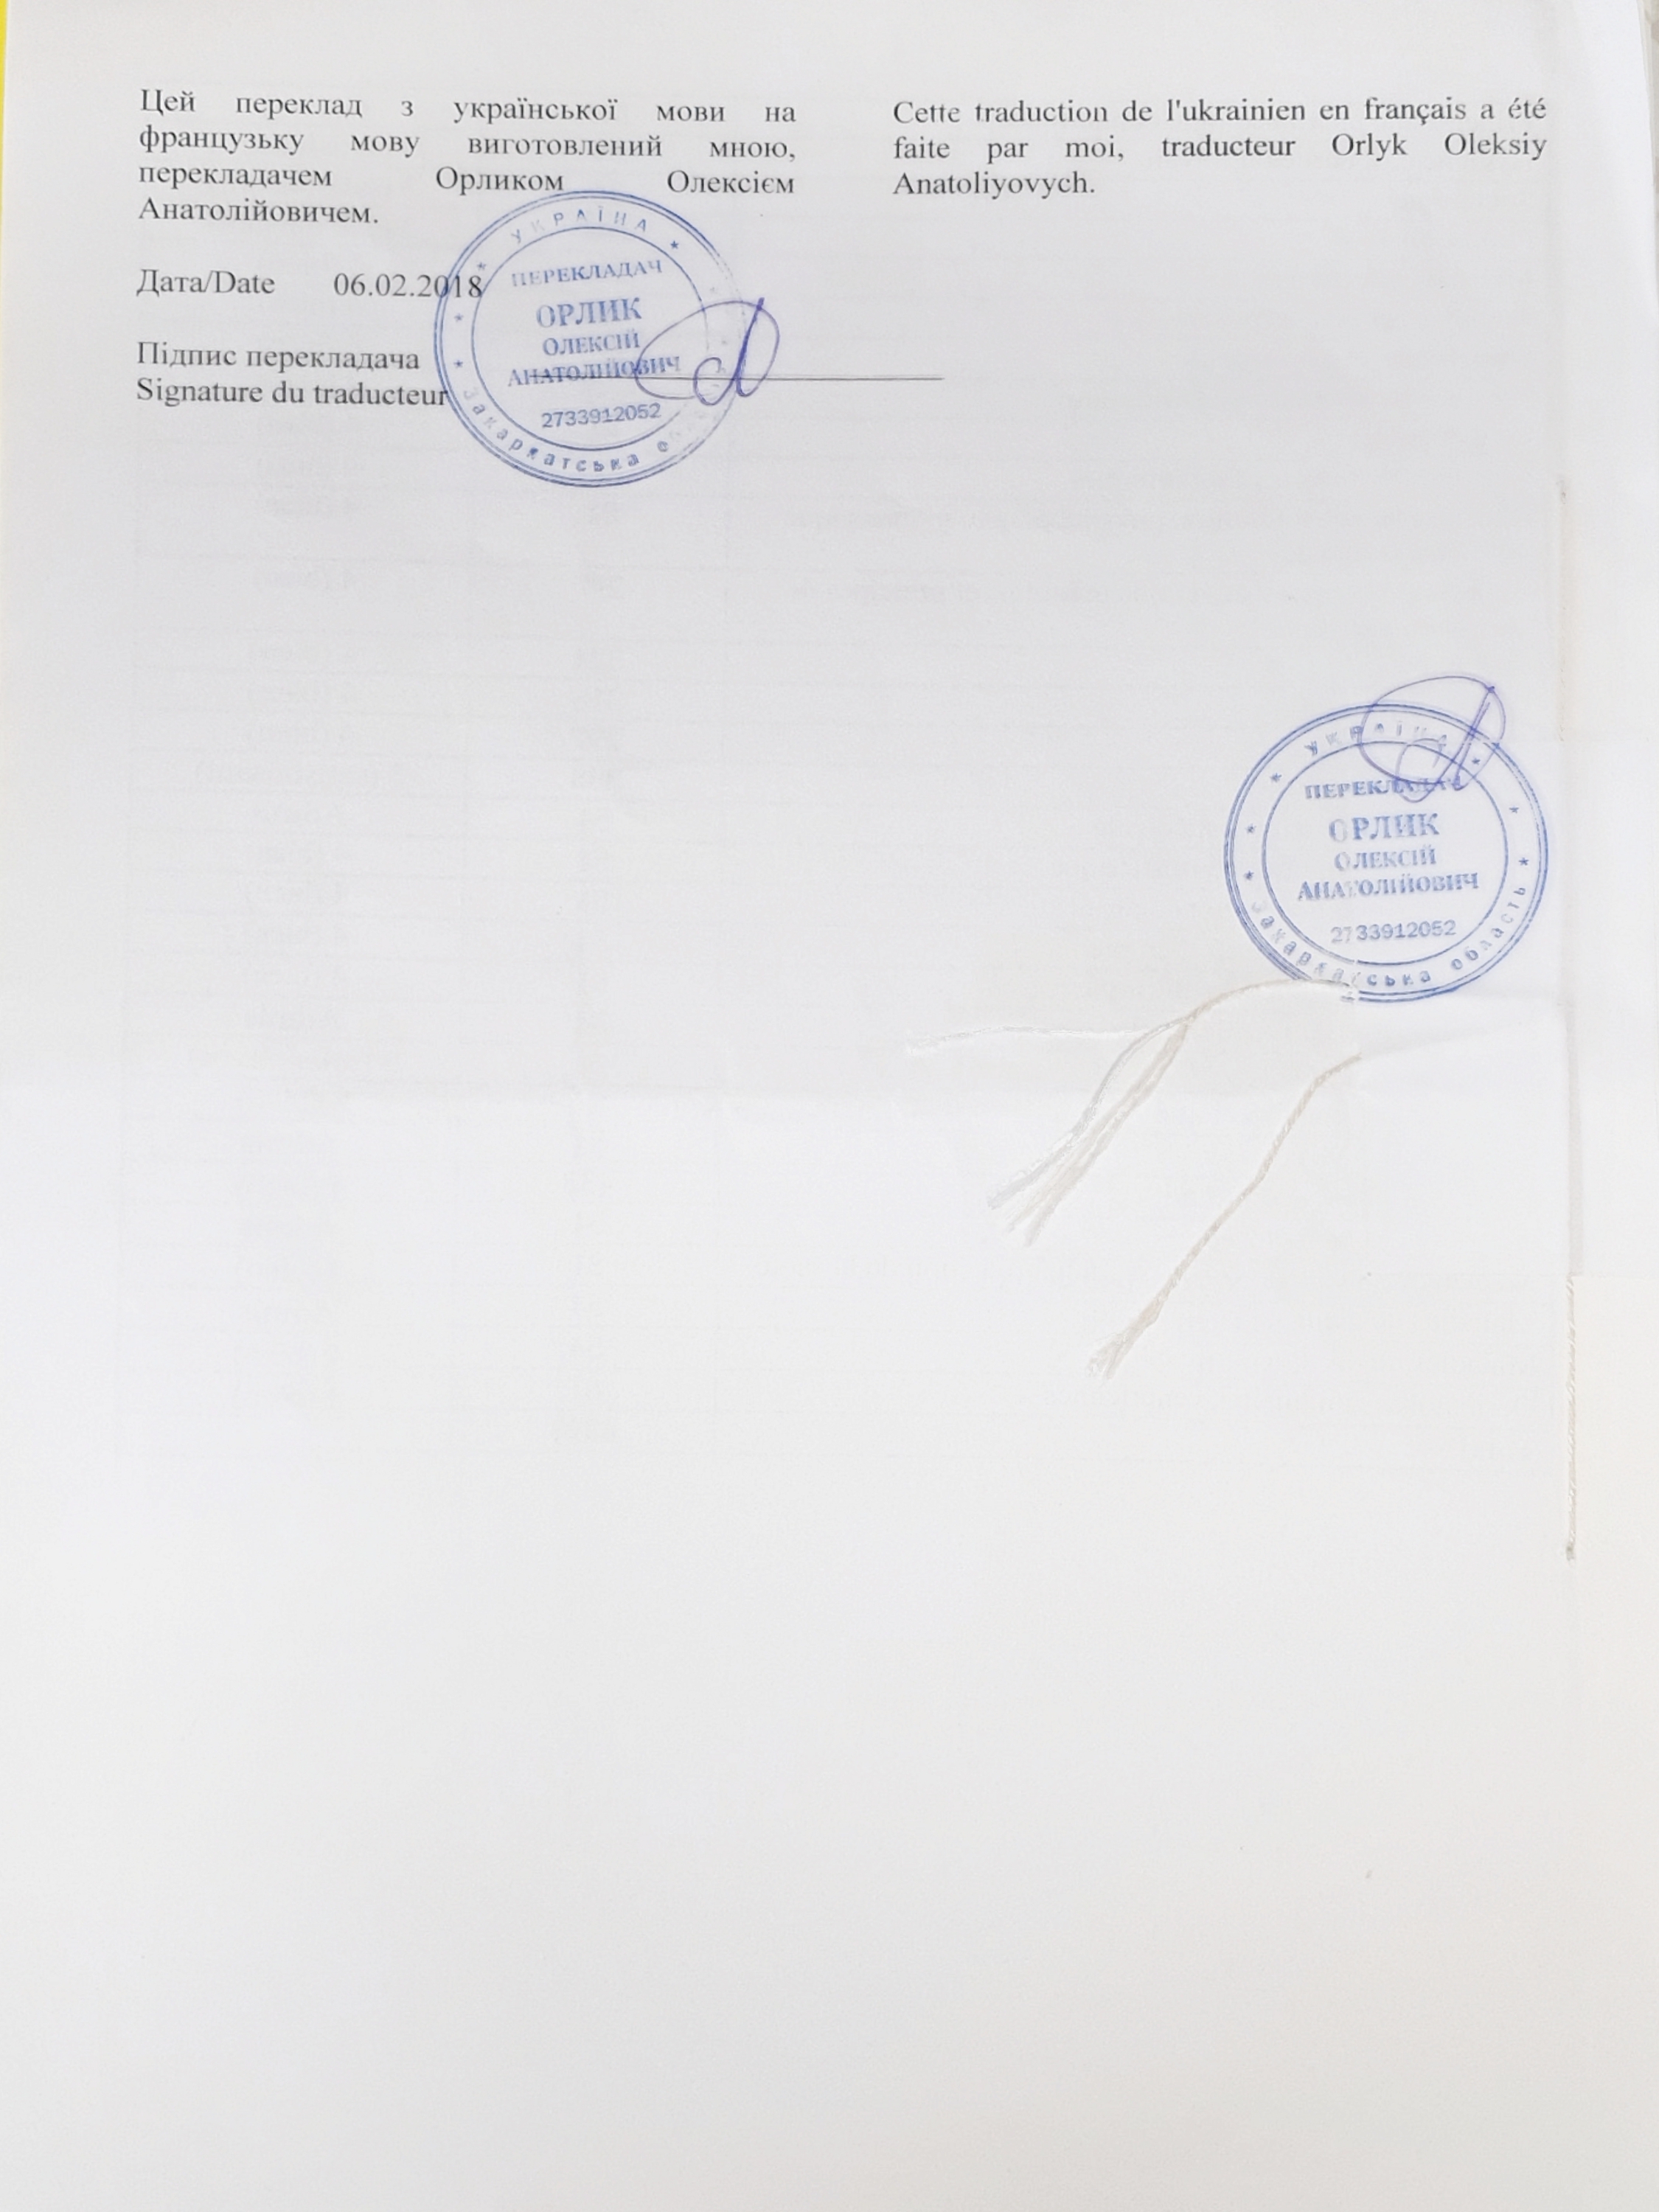 Цей переклад з української мови на
французьку мову виготовлений мною,
перекладачем Орликом Олексієм
Анатолійовичем.
Cette traduction de l'ukrainien en français a été
faite par moi, traducteur Orlyk Oleksiy
Anatoliyovych.
Дата/Date 06.02.2018
Підпис перекладача
Signature du traducteur
УКРАЇНА
ПЕРЕКЛАДАЧ
ОРЛИК
ОЛЕКСІЙ
АНАТОЛІЙОВИЧ
2733912052
Закарпатська
УКРАЇНА
ПЕРЕКЛАДАЧ
ОРЛИК
ОЛЕКСІЙ
АНАТОЛІЙОВИЧ
2733912052
Закарпатська область